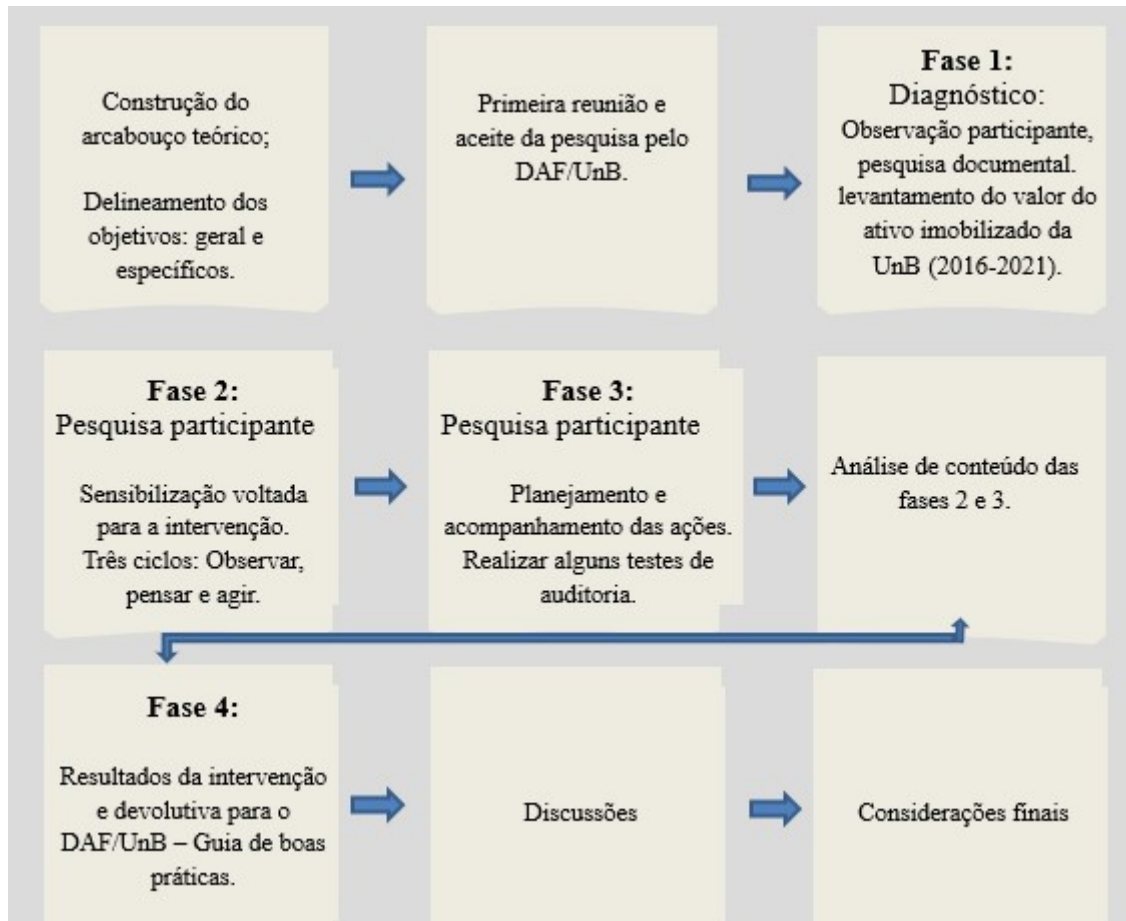 Construção do
arcabouço teórico;
Delineamento dos
objetivos: geral e
específicos.
Primeira reunião e
aceite da pesquisa pelo
DAF/UnB.
Fase 1:
Diagnóstico:
Observação participante,
pesquisa documental.
levantamento do valor do
ativo imobilizado da
UnB (2016-2021).
Fase 2:
Pesquisa participante
Sensibilização voltada
para a intervenção.
Três ciclos: Observar,
pensar e agir.
Fase 3:
Pesquisa participante
Planejamento e
acompanhamento das ações.
Realizar alguns testes de
auditoria.
Análise de conteúdo das
fases 2 e 3.
Fase 4:
Resultados da intervenção
e devolutiva para o
DAF/UnB – Guia de boas
práticas.
Discussões
Considerações finais